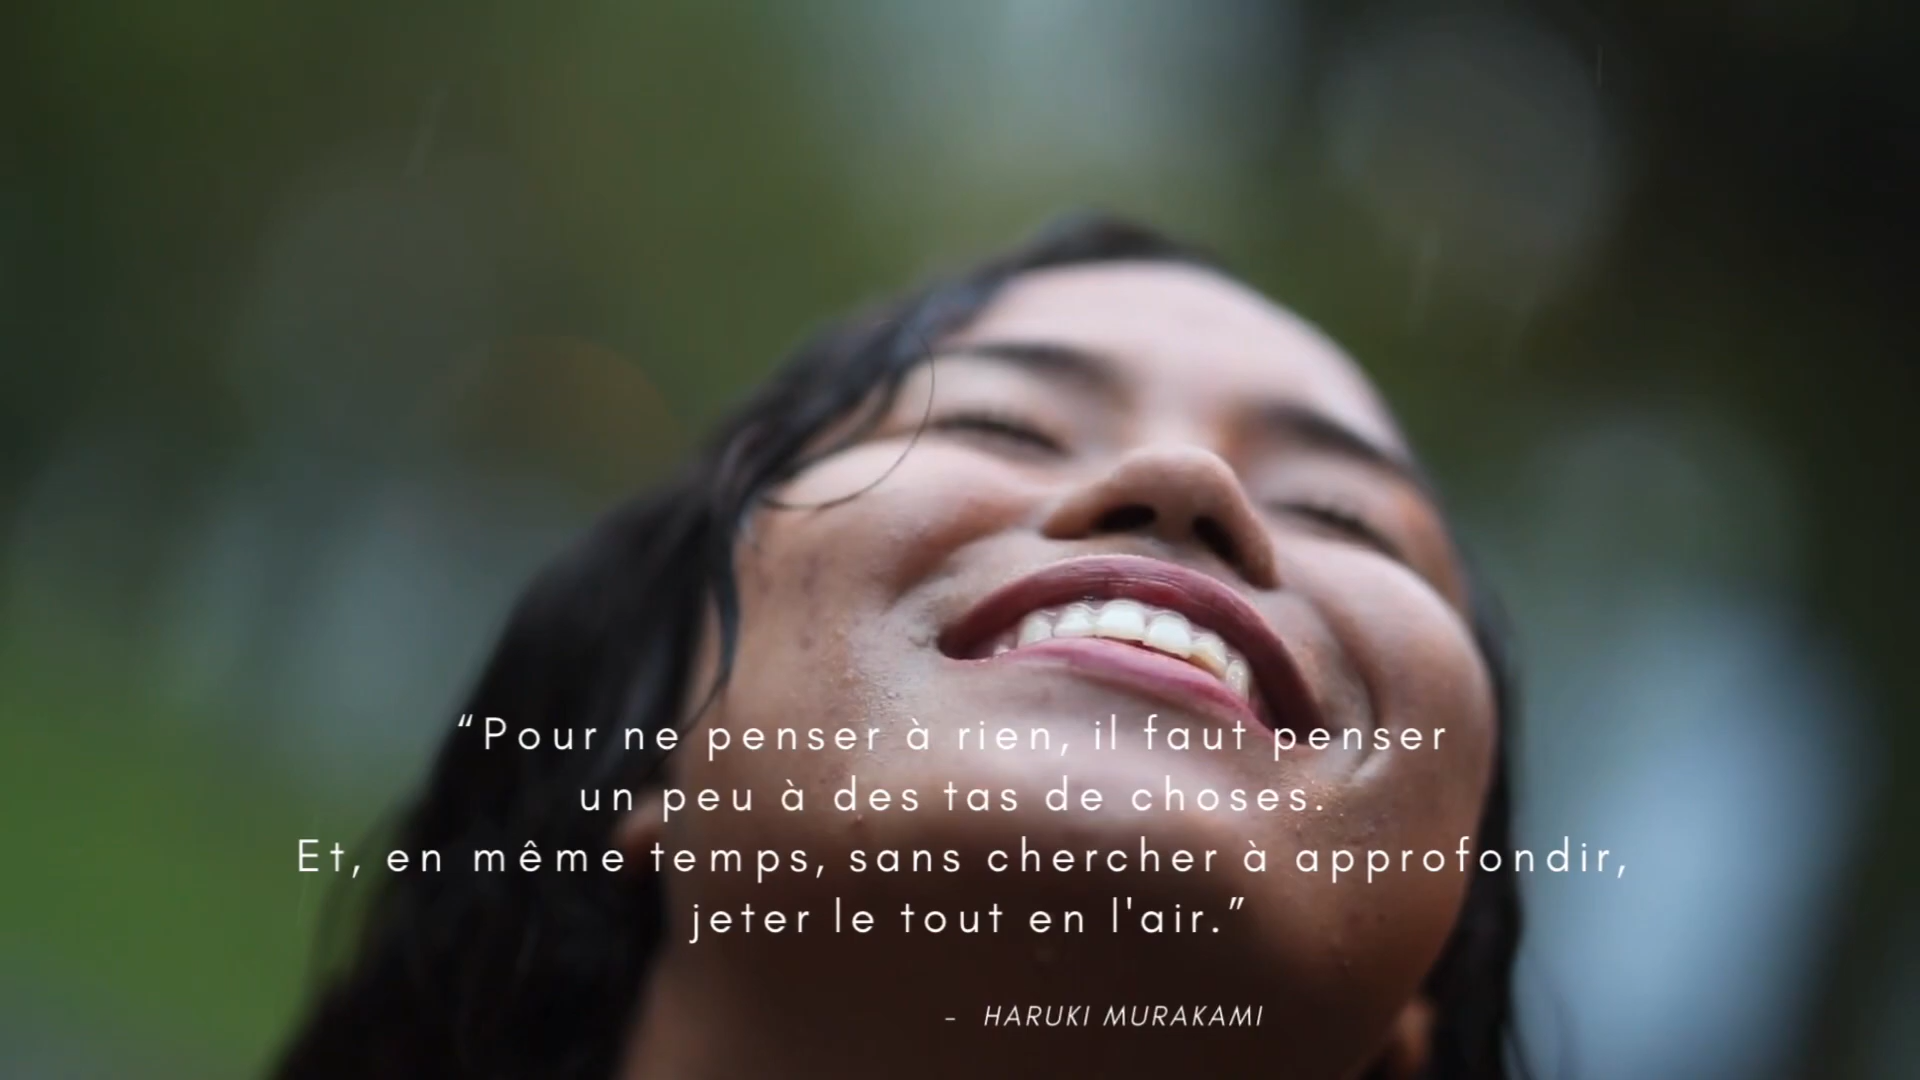 “Pour ne penser à rien, il faut penser
un peu à des tas de choses.
Et, en même temps, sans chercher à approfondir,
jeter le tout en l'air.”
- HARUKI MURAKAMI